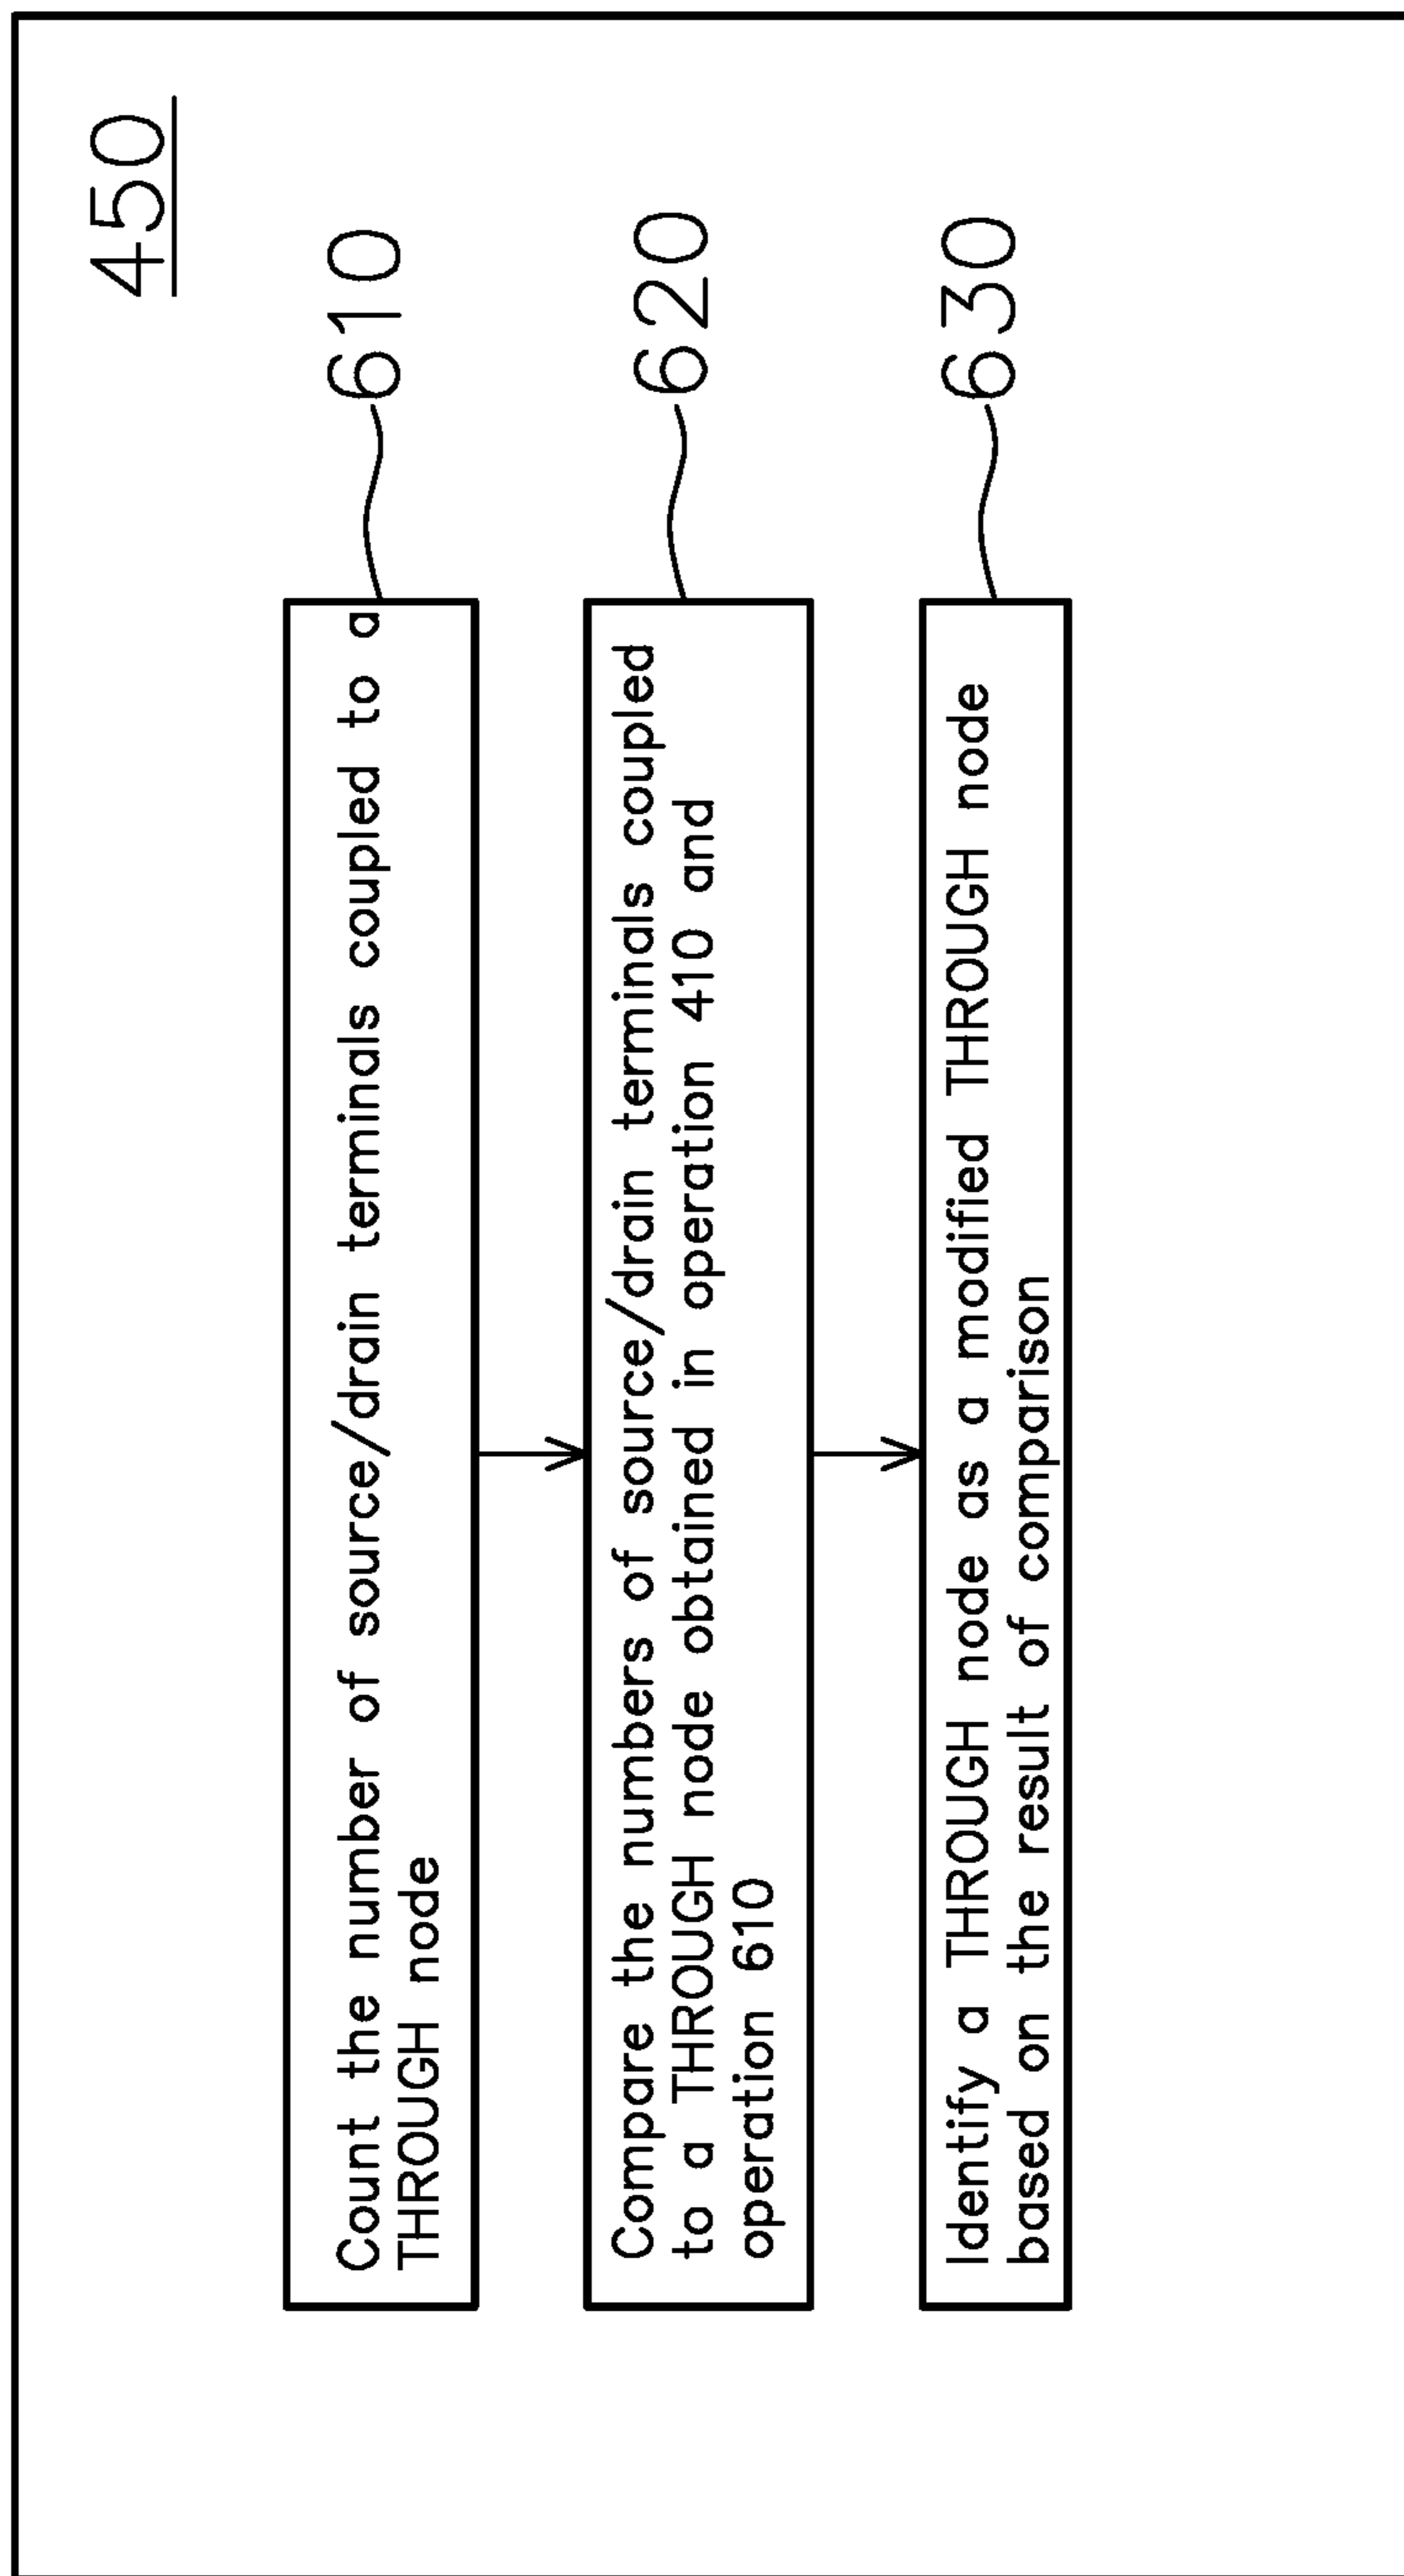 450
Count the number of source/drain terminals coupled to a
THROUGH node
610
Compare the numbers of source/drain terminals coupled
to a THROUGH node obtained in operation 410 and
operation 610
620
Identify a THROUGH node as a modified THROUGH node
based on the result of comparison
630